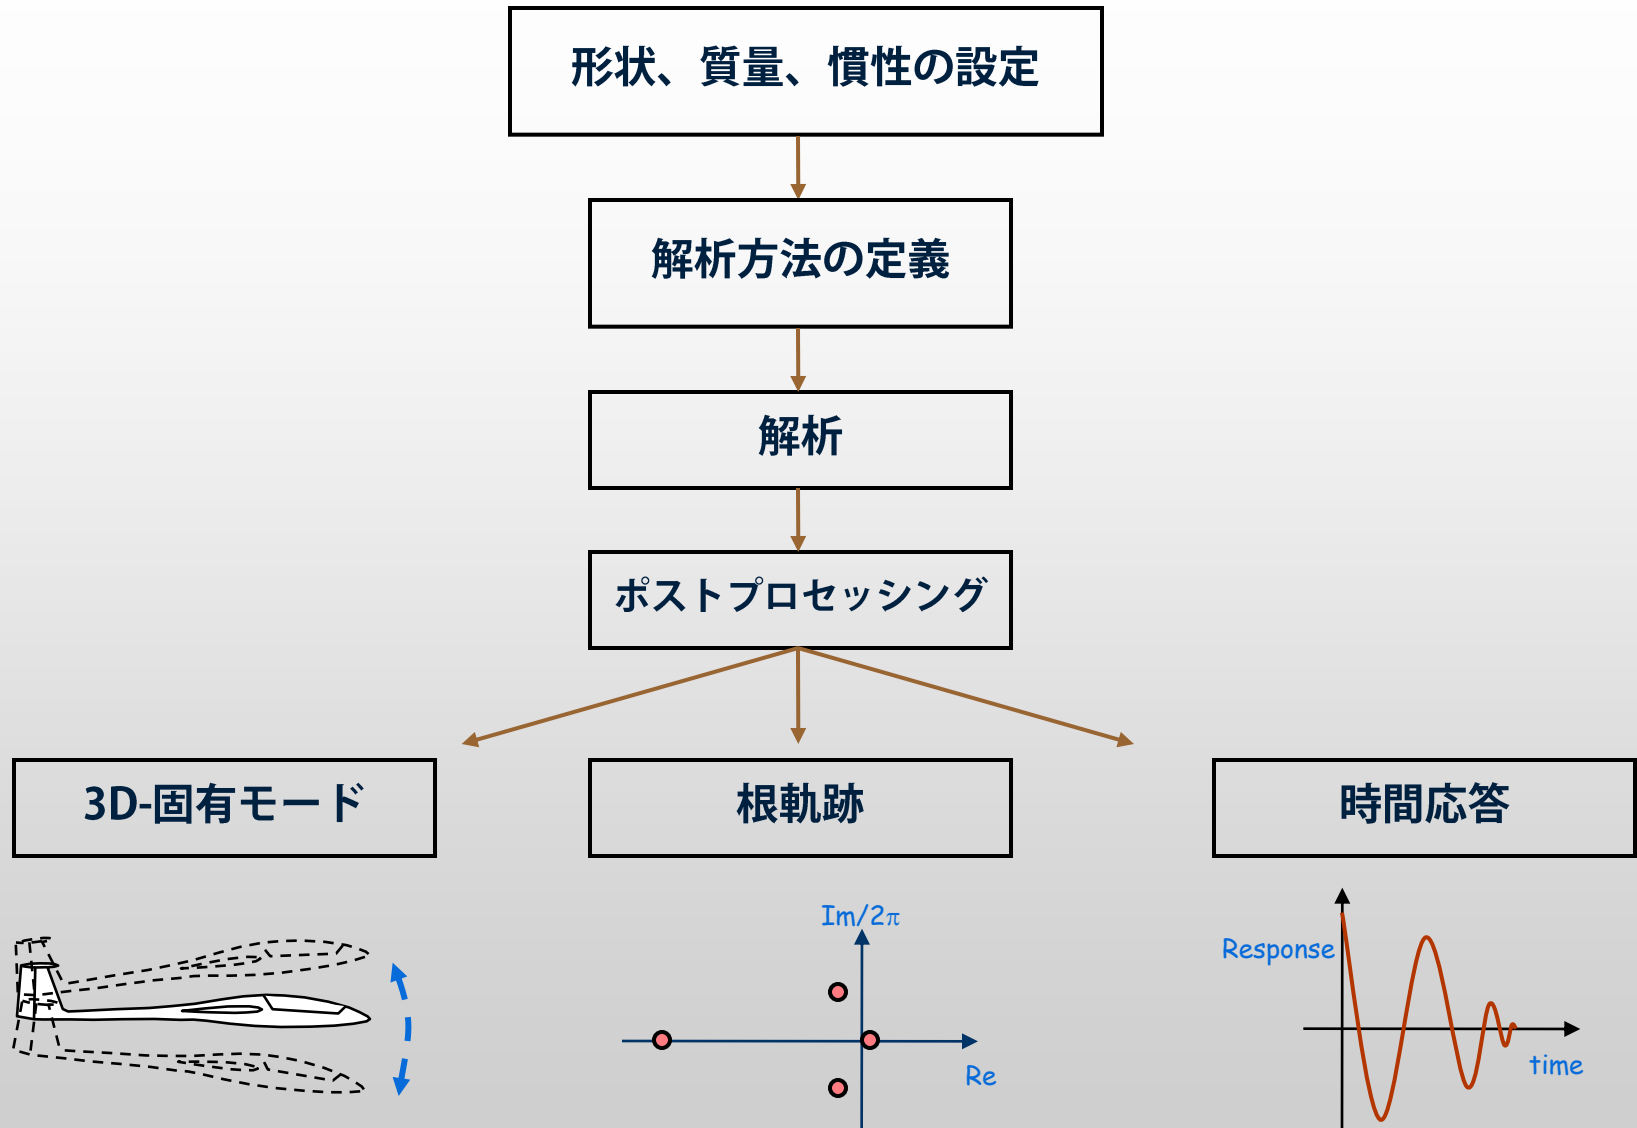 形状、質量、慣性の設定
解析方法の定義
解析
ポストプロセッシング
3D-固有モード
根軌跡
時間応答
Im/2π
Re
Response
time